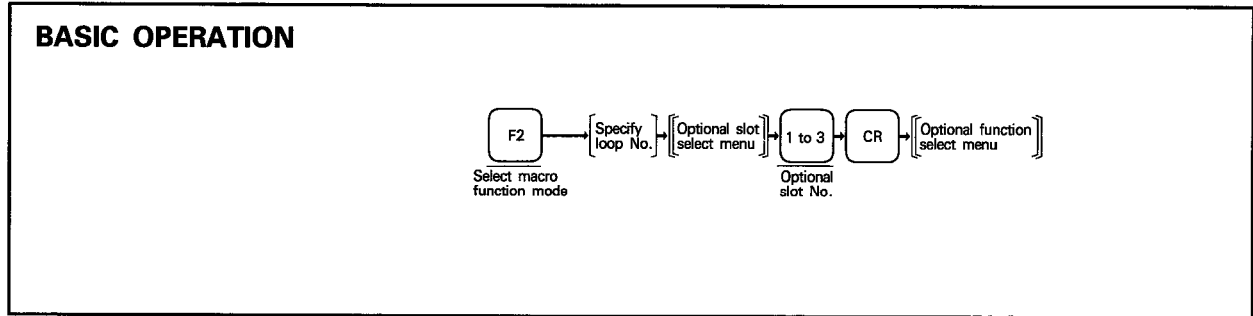 BASIC OPERATION
F2
Specify
loop No.
Optional slot
select menu
1 to 3
CR
Optional function
select menu
Select macro
function mode
Optional
slot No.